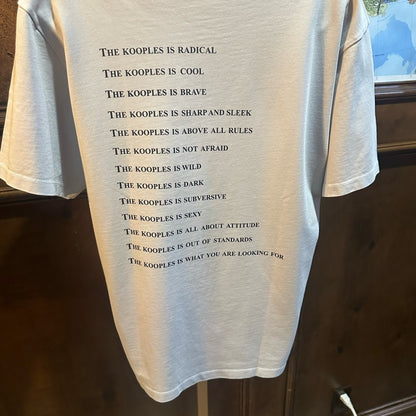 THE KOOPLES IS RADICAL
THE KOOPLES IS COOL
THE KOOPLES IS BRAVE
THE KOOPLES IS SHARP AND SLEEK
THE KOOPLES IS ABOVE ALL RULES
THE KOOPLES IS NOT AFRAID
THE KOOPLES IS WILD
THE KOOPLES IS DARK
THE KOOPLES IS SUBVERSIVE
THE KOOPLES IS SEXY
THE KOOPLES IS ALL ABOUT ATTITUDE
THE KOOPLES IS OUT OF STANDARDS
THE KOOPLES IS WHAT YOU ARE LOOKING FOR